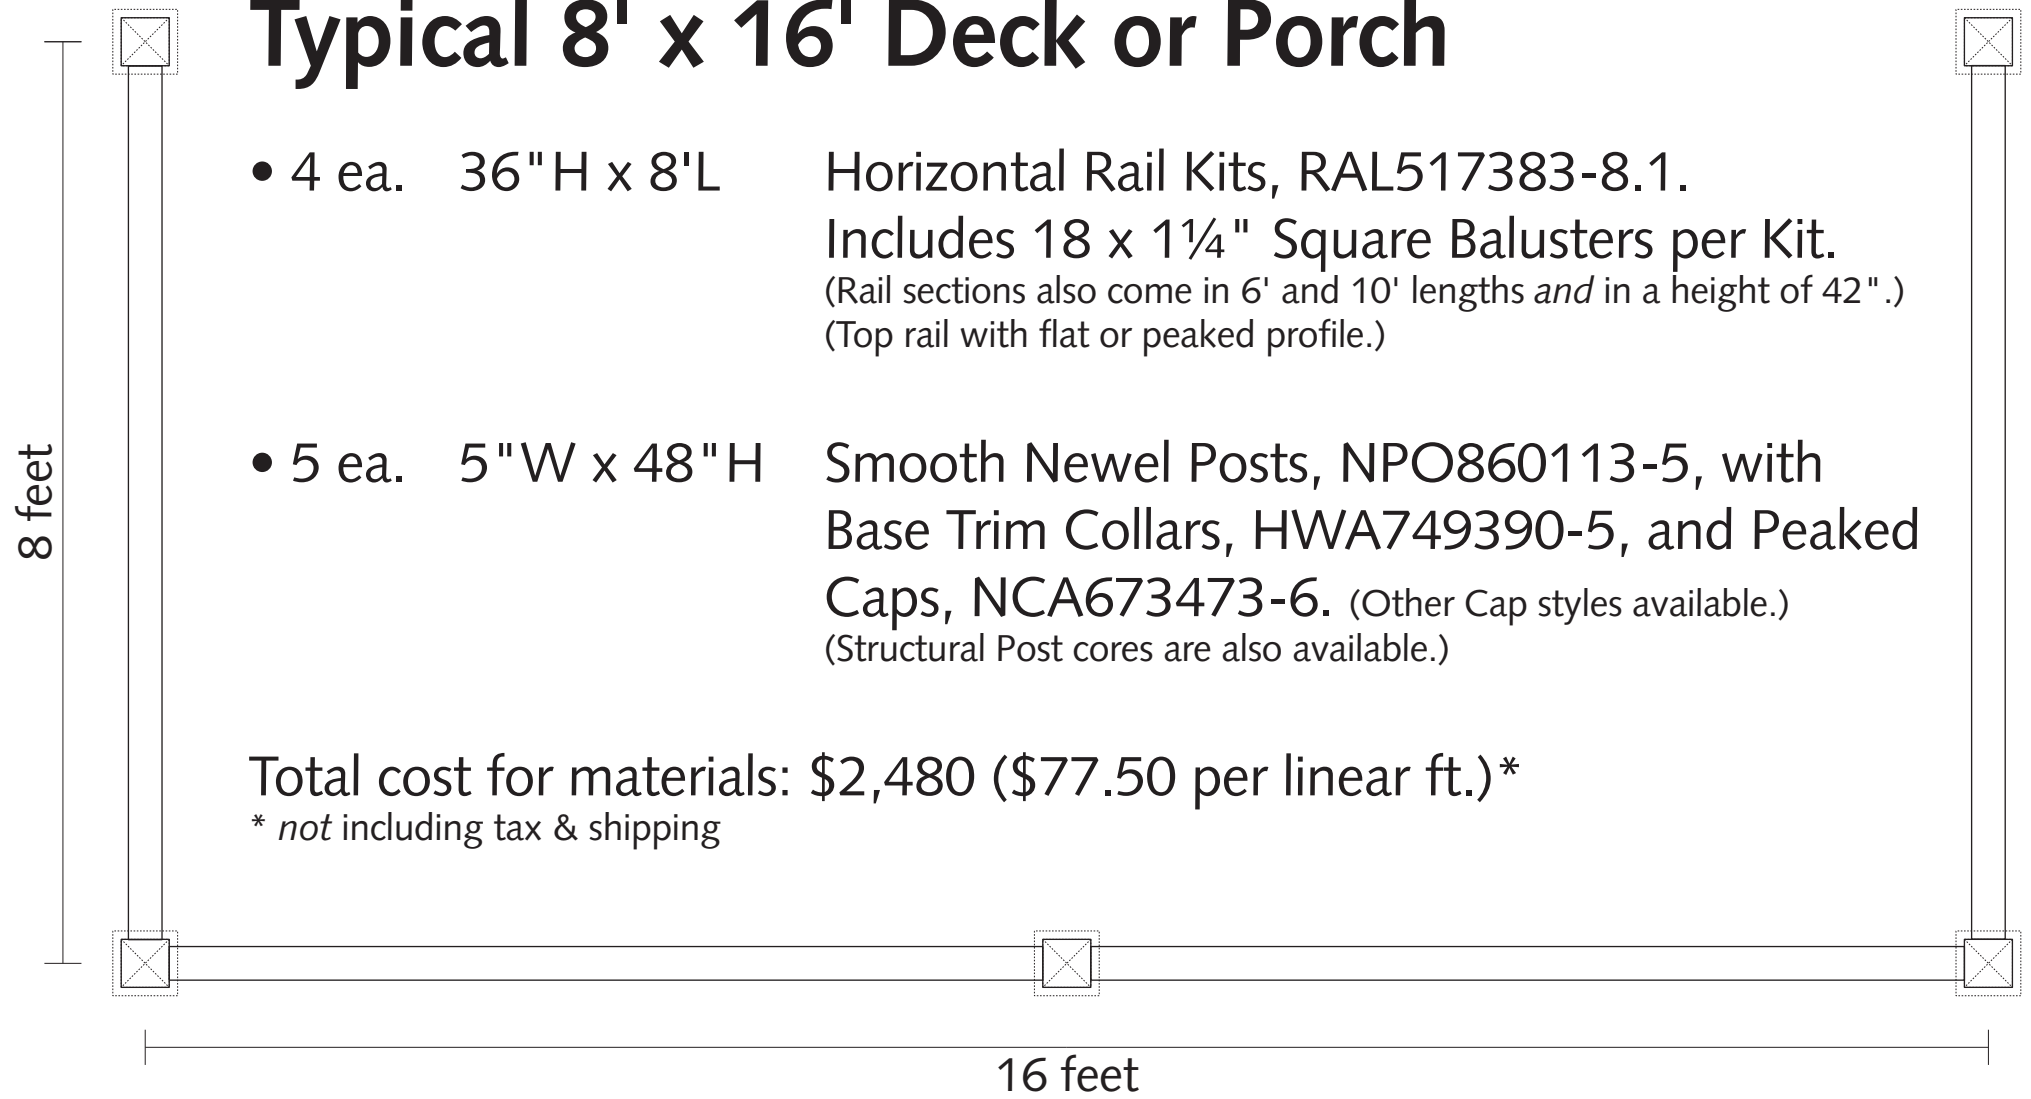 Typical 8' x 16' Deck or Porch
• 4 ea. 36"H x 8'L Horizontal Rail Kits, RAL517383-8.1.
Includes 18 x 1¼" Square Balusters per Kit.
(Rail sections also come in 6' and 10' lengths and in a height of 42".)
(Top rail with flat or peaked profile.)
• 5 ea. 5"W x 48"H Smooth Newel Posts, NPO860113-5, with
Base Trim Collars, HWA749390-5, and Peaked
Caps, NCA673473-6. (Other Cap styles available.)
(Structural Post cores are also available.)
Total cost for materials: $2,480 ($77.50 per linear ft.)*
* not including tax & shipping
8 feet
16 feet